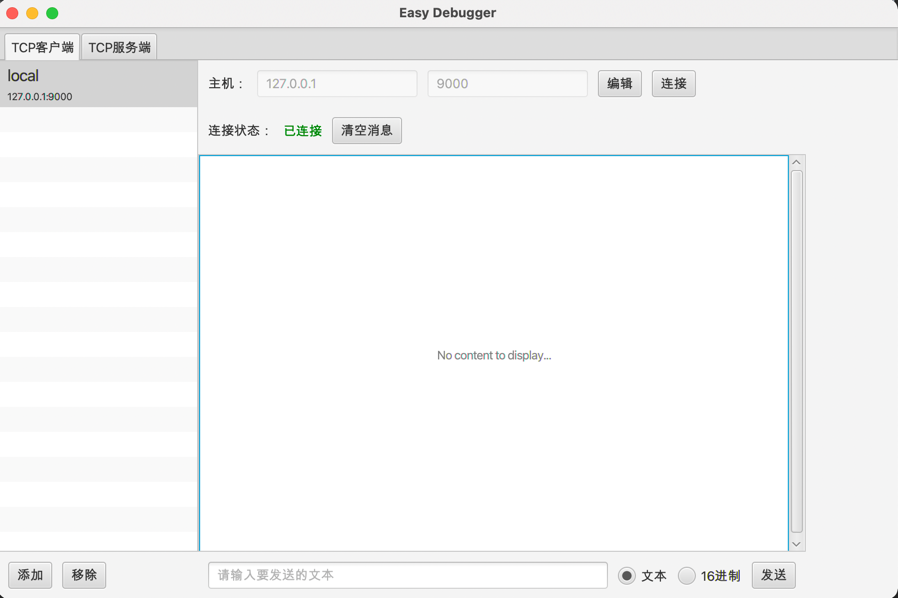 Easy Debugger
TCP客户端 TCP服务端
local
127.0.0.1:9000
主机： 127.0.0.1 9000 编辑 连接
连接状态： 已连接 清空消息
No content to display...
添加 移除 请输入要发送的文本 文本 16进制 发送